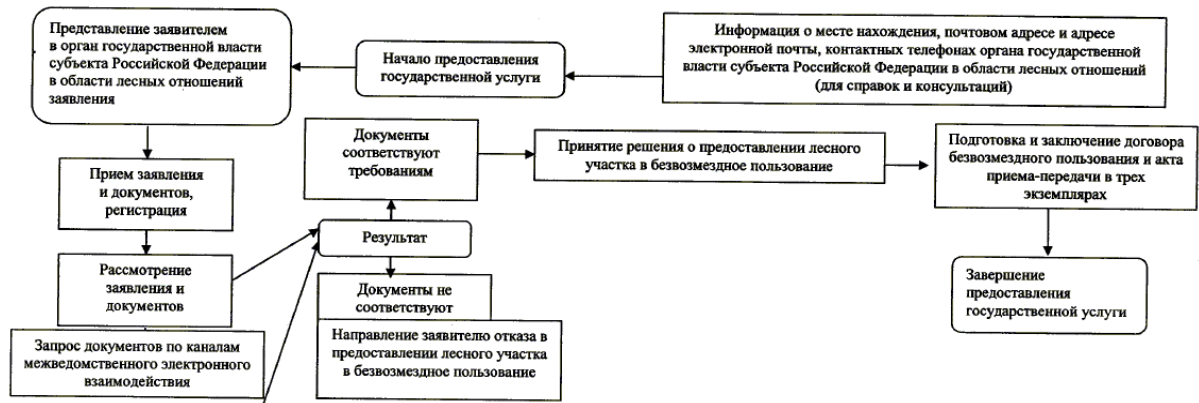 Представление заявителем
в орган государственной власти
субъекта Российской Федерации
в области лесных отношений
заявления
Начало предоставления
государственной услуги
Информация о месте нахождения, почтовом адресе и адресе
электронной почты, контактных телефонах органа государственной
власти субъекта Российской Федерации в области лесных отношений
(для справок и консультаций)
Прием заявления
и документов,
регистрация
Документы
соответствуют
требованиям
Принятие решения о предоставлении лесного
участка в безвозмездное пользование
Подготовка и заключение договора
безвозмездного пользования и акта
приема-передачи в трех
экземплярах
Результат
Рассмотрение
заявления и
документов
Документы не
соответствуют
Завершение
предоставления
государственной услуги
Запрос документов по каналам
межведомственного электронного
взаимодействия
Направление заявителю отказа в
предоставлении лесного участка
в безвозмездное пользование